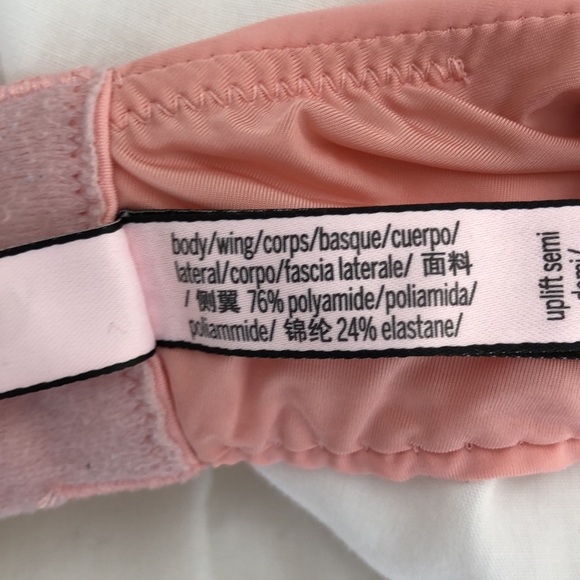 body/wing/corps/basque/cuerpo/
lateral/corpo/fascia laterale/ 面料
/ 侧翼 76% polyamide/poliamida/
poliammide/ 锦纶 24% elastane/
uplift semi
demi/